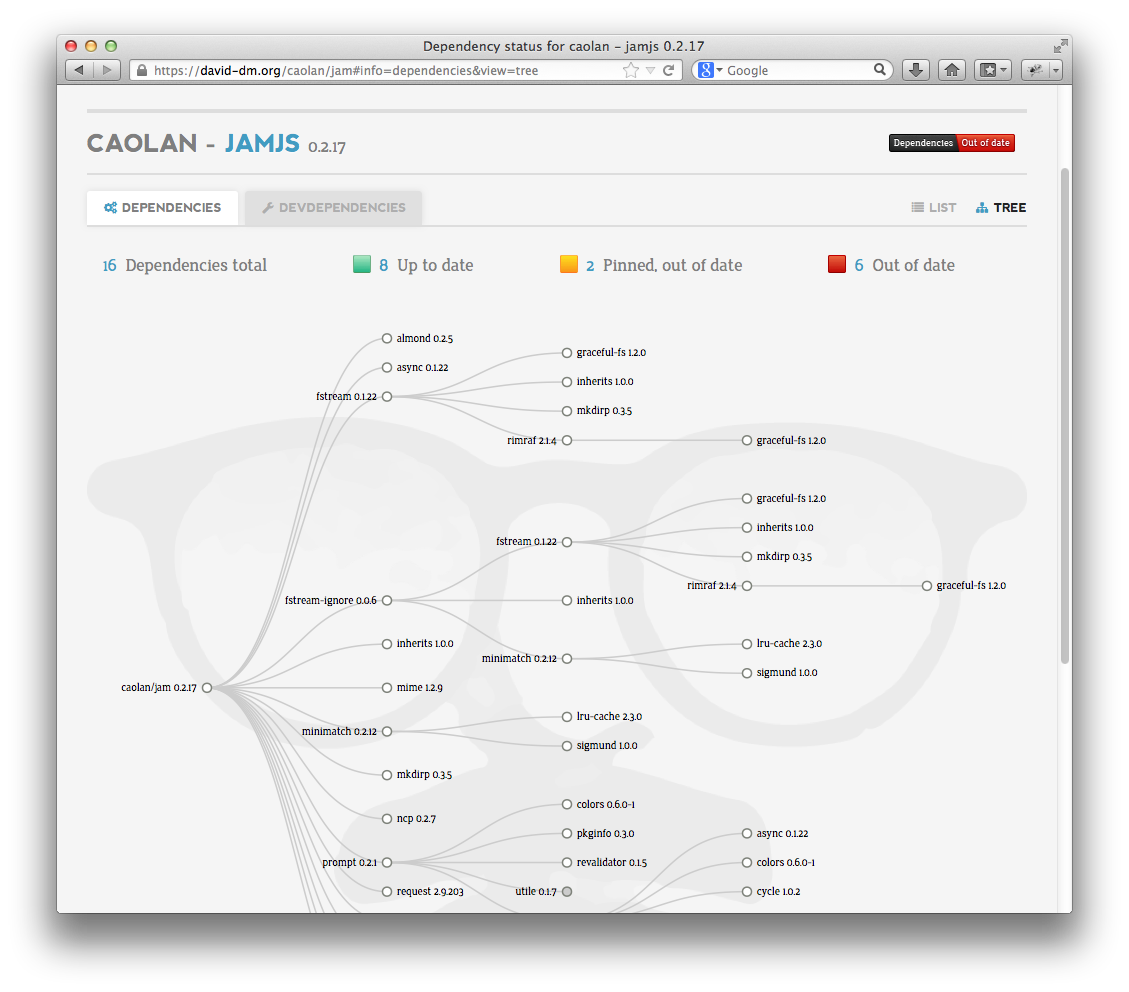 Dependency status for caolan – jamjs 0.2.17
https://david-dm.org/caolan/jam#info=dependencies&view=tree
8 Google
CAOLAN - JAMJS 0.2.17
Dependencies Out of date
DEPENDENCIES DEVDEPENDENCIES LIST TREE
16 Dependencies total 8 Up to date 2 Pinned, out of date 6 Out of date
almond 0.2.5
graceful-fs 1.2.0
async 0.1.22
inherits 1.0.0
fstream 0.1.22
mkdirp 0.3.5
rimraf 2.1.4 graceful-fs 1.2.0
graceful-fs 1.2.0
inherits 1.0.0
fstream 0.1.22
mkdirp 0.3.5
rimraf 2.1.4 graceful-fs 1.2.0
fstream-ignore 0.0.6 inherits 1.0.0
inherits 1.0.0 lru-cache 2.3.0
minimatch 0.2.12
sigmund 1.0.0
caolan/jam 0.2.17 mime 1.2.9
lru-cache 2.3.0
minimatch 0.2.12
sigmund 1.0.0
mkdirp 0.3.5
colors 0.6.0-1
ncp 0.2.7
pkginfo 0.3.0 async 0.1.22
prompt 0.2.1 revalidator 0.1.5 colors 0.6.0-1
request 2.9.203 utile 0.1.7 cycle 1.0.2